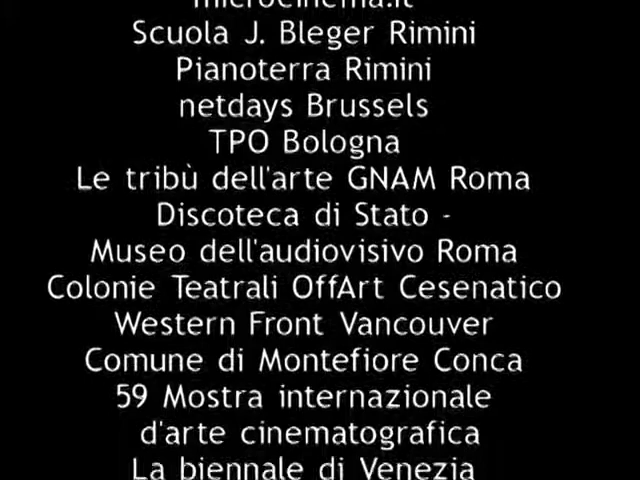 microcinema.it
Scuola J. Bleger Rimini
Pianoterra Rimini
netdays Brussels
TPO Bologna
Le tribù dell'arte GNAM Roma
Discoteca di Stato -
Museo dell'audiovisivo Roma
Colonie Teatrali OffArt Cesenatico
Western Front Vancouver
Comune di Montefiore Conca
59 Mostra internazionale
d'arte cinematografica
La biennale di Venezia